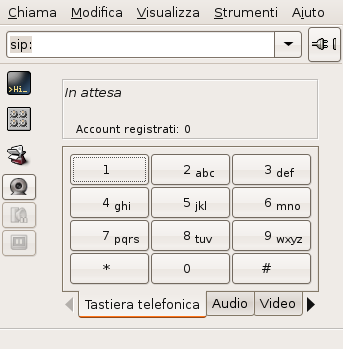 Chiama Modifica Visualizza Strumenti Aiuto
sip:
>Hi_
In attesa
Account registrati: 0
1 2 abc 3 def
4 ghi 5 jkl 6 mno
7 pqrs 8 tuv 9 wxyz
* 0 #
Tastiera telefonica Audio Video